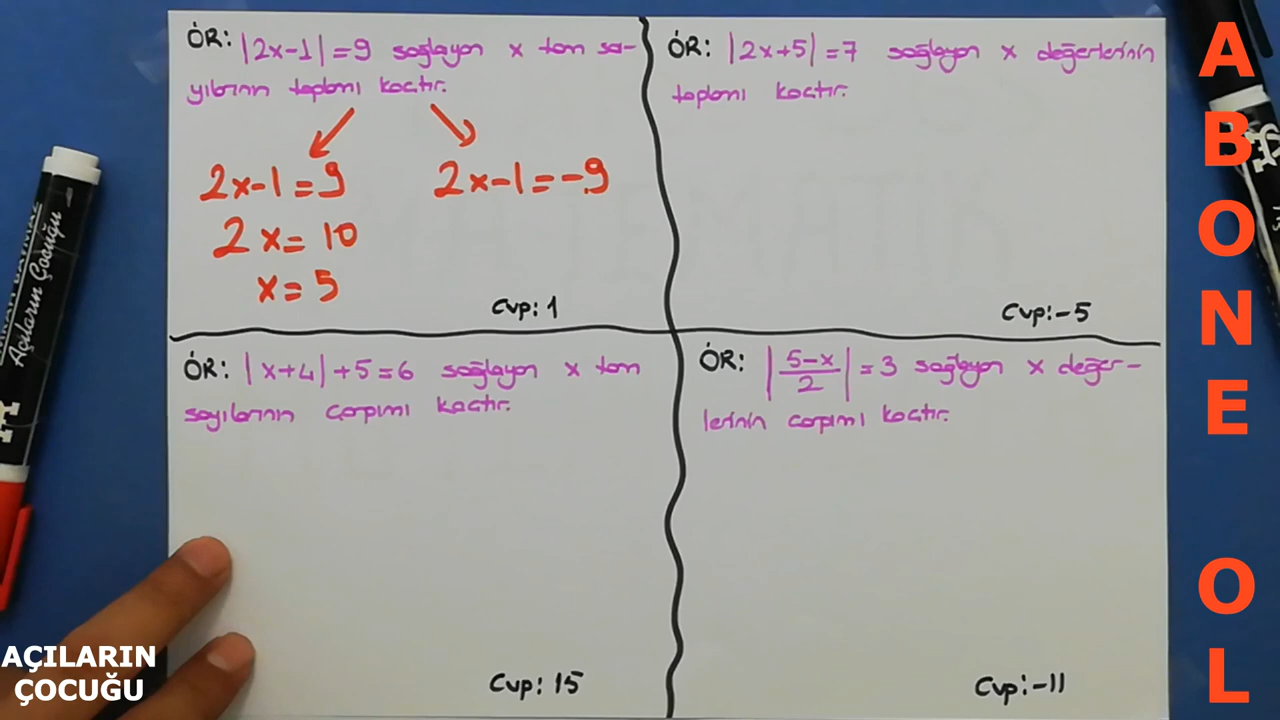 ÖR: |2x-1|=9 sağlayan x tam sa-
yılarının toplamı kaçtır.
2x-1=9
2x-1=-9
2x=10
x=5
Cvp: 1
ÖR: |2x+5|=7 sağlayan x değerlerinin
toplamı kaçtır.
Cvp:-5
ÖR: |x+4|+5=6 sağlayan x tam
sayılarının çarpımı kaçtır.
Cvp: 15
ÖR: |5-x/2|=3 sağlayan x değer-
lerinin çarpımı kaçtır.
Cvp:-11
Açıların Çocuğu
AÇILARIN
ÇOCUĞU
ABONE
OL